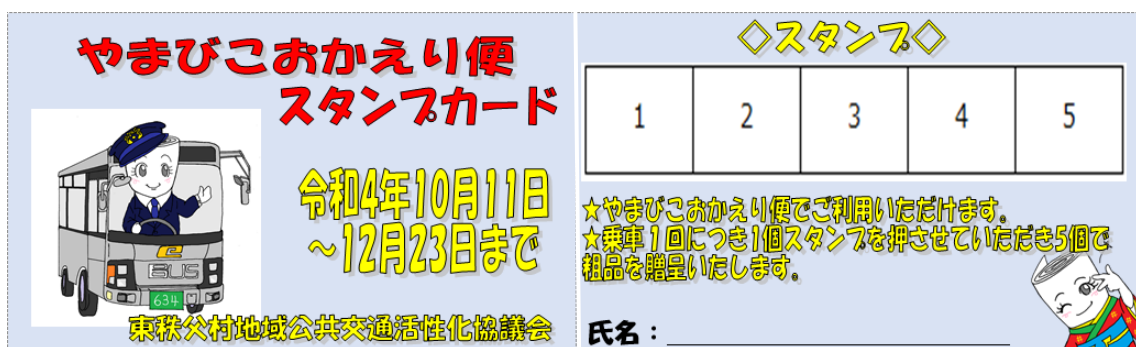 やまびこおかえり便
スタンプカード
令和4年10月11日
～12月23日まで
BUS
634
東秩父村地域公共交通活性化協議会
◇スタンプ◇
1 2 3 4 5
★やまびこおかえり便でご利用いただけます。
★乗車1回につき1個スタンプを押させていただき5個で
粗品を贈呈いたします。
氏名：